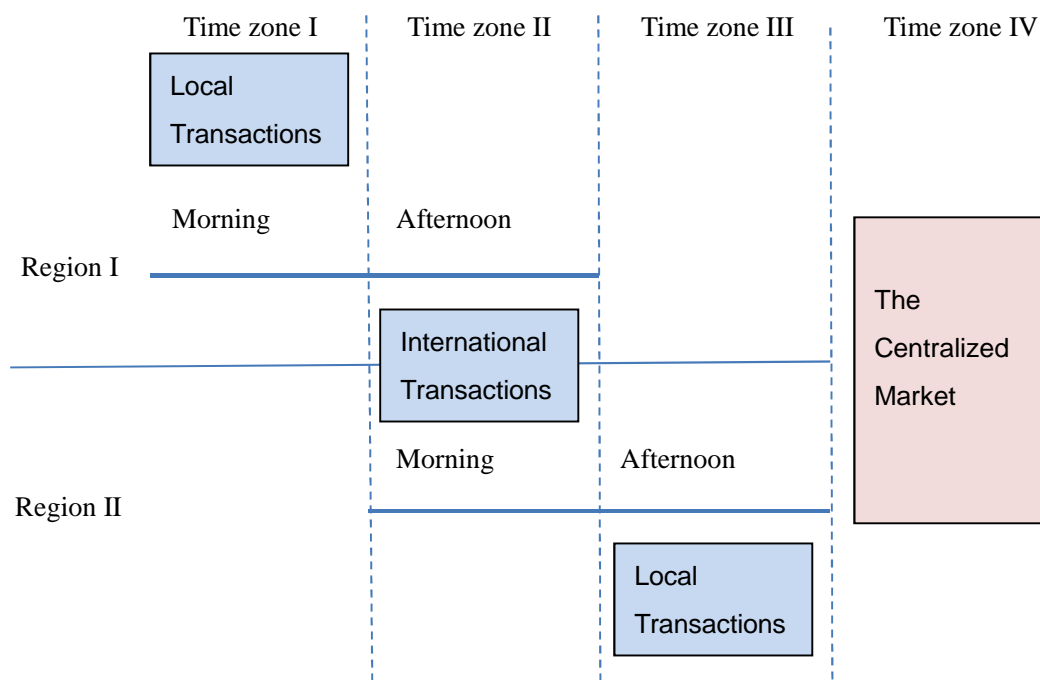 Time zone I
Time zone II
Time zone III
Time zone IV
Local
Transactions
Morning
Afternoon
Region I
International
Transactions
The
Centralized
Market
Morning
Afternoon
Region II
Local
Transactions